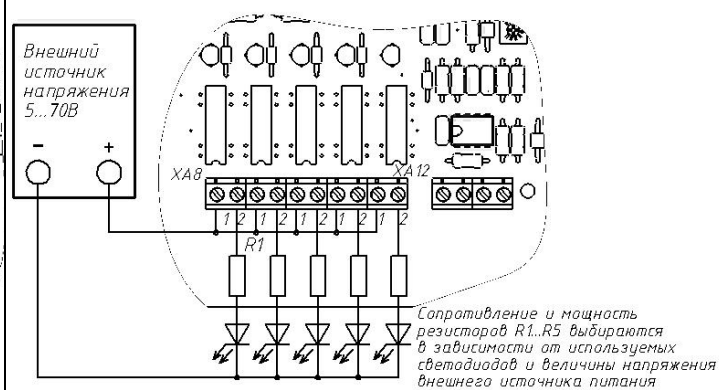 Внешний
источник
напряжения
5...70В
- +
XA8 XA12
1 2 1 2 1 2 1 2 1 2
R1
Сопротивление и мощность
резисторов R1...R5 выбираются
в зависимости от используемых
светодиодов и величины напряжения
внешнего источника питания